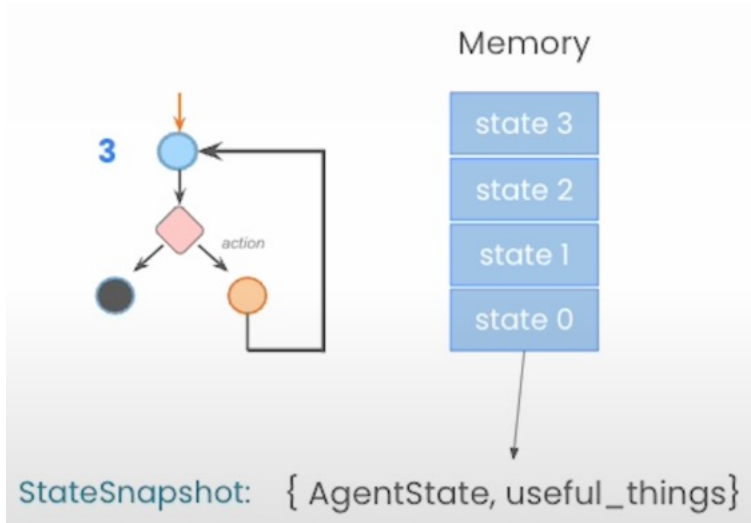 Memory
3
action
state 3
state 2
state 1
state 0
StateSnapshot: { AgentState, useful_things}